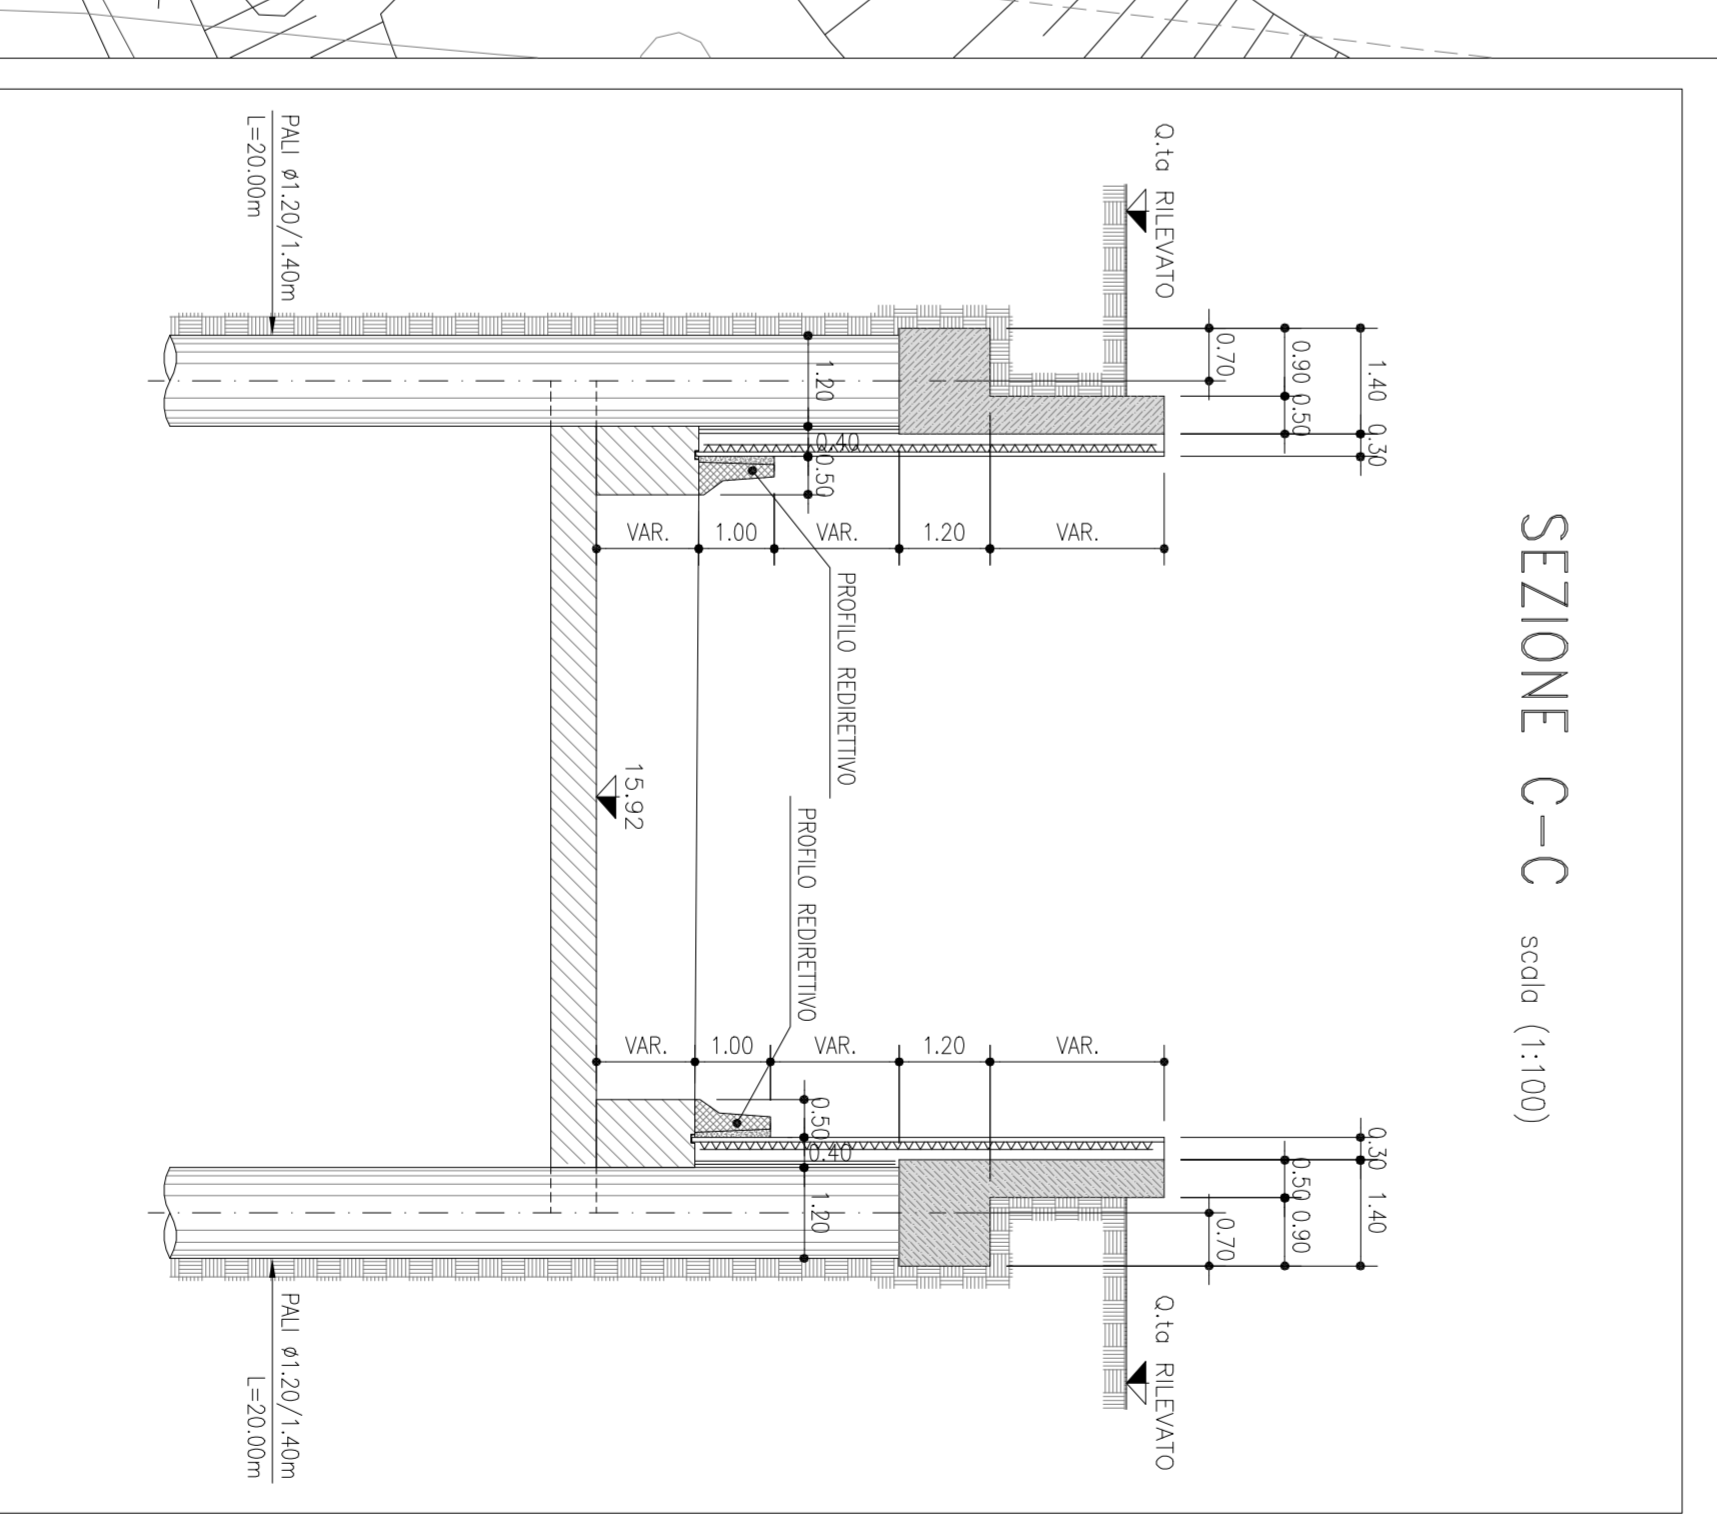 SEZIONE C-C scala (1:100)
1.40 0.30
0.90 0.50
0.70
Q.ta RILEVATO
0.30 1.40
0.50 0.90
0.70
Q.ta RILEVATO
1.20
0.40
0.50
VAR. 1.00 VAR. 1.20 VAR.
PROFILO REDIRETTIVO
PROFILO REDIRETTIVO
15.92
VAR. 1.00 VAR. 1.20 VAR.
0.50
0.40
1.20
PALI ø1.20/1.40m
L=20.00m
PALI ø1.20/1.40m
L=20.00m